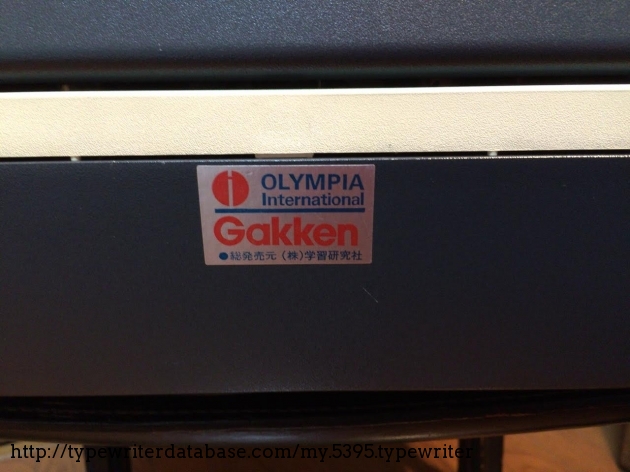 OLYMPIA
International
Gakken
●総発売元 (株)学習研究社
http://typewriterdatabase.com/my.5395.typewriter